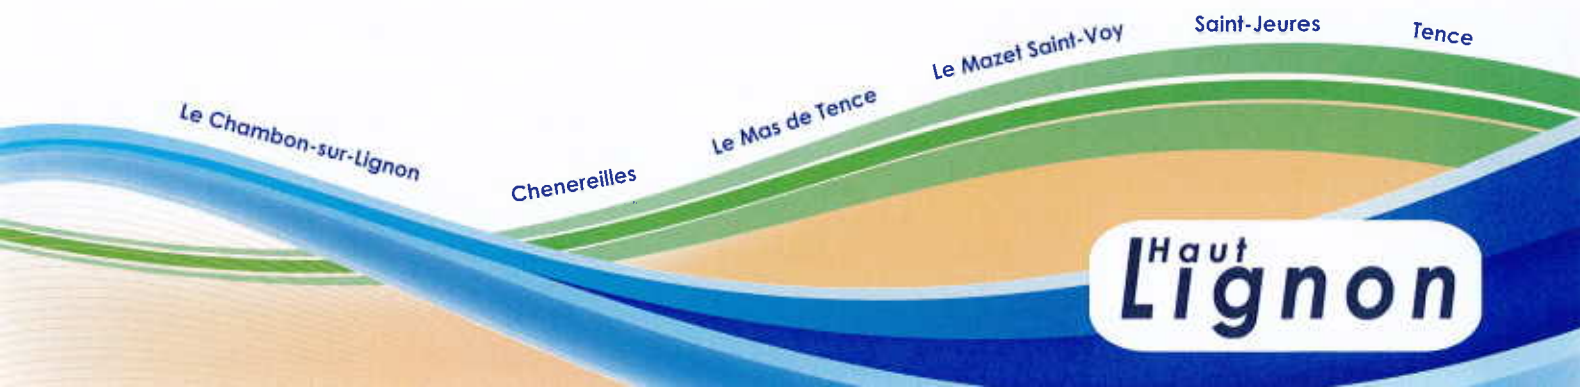 Le Chambon-sur-Lignon
Chenereilles
Le Mas de Tence
Le Mazet Saint-Voy
Saint-Jeures
Tence
Haut
Lignon